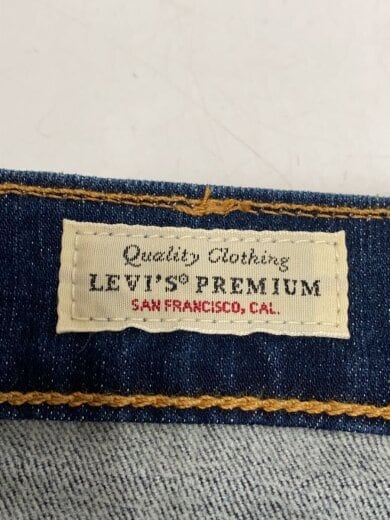 Quality Clothing
LEVI'S® PREMIUM
SAN FRANCISCO, CAL.